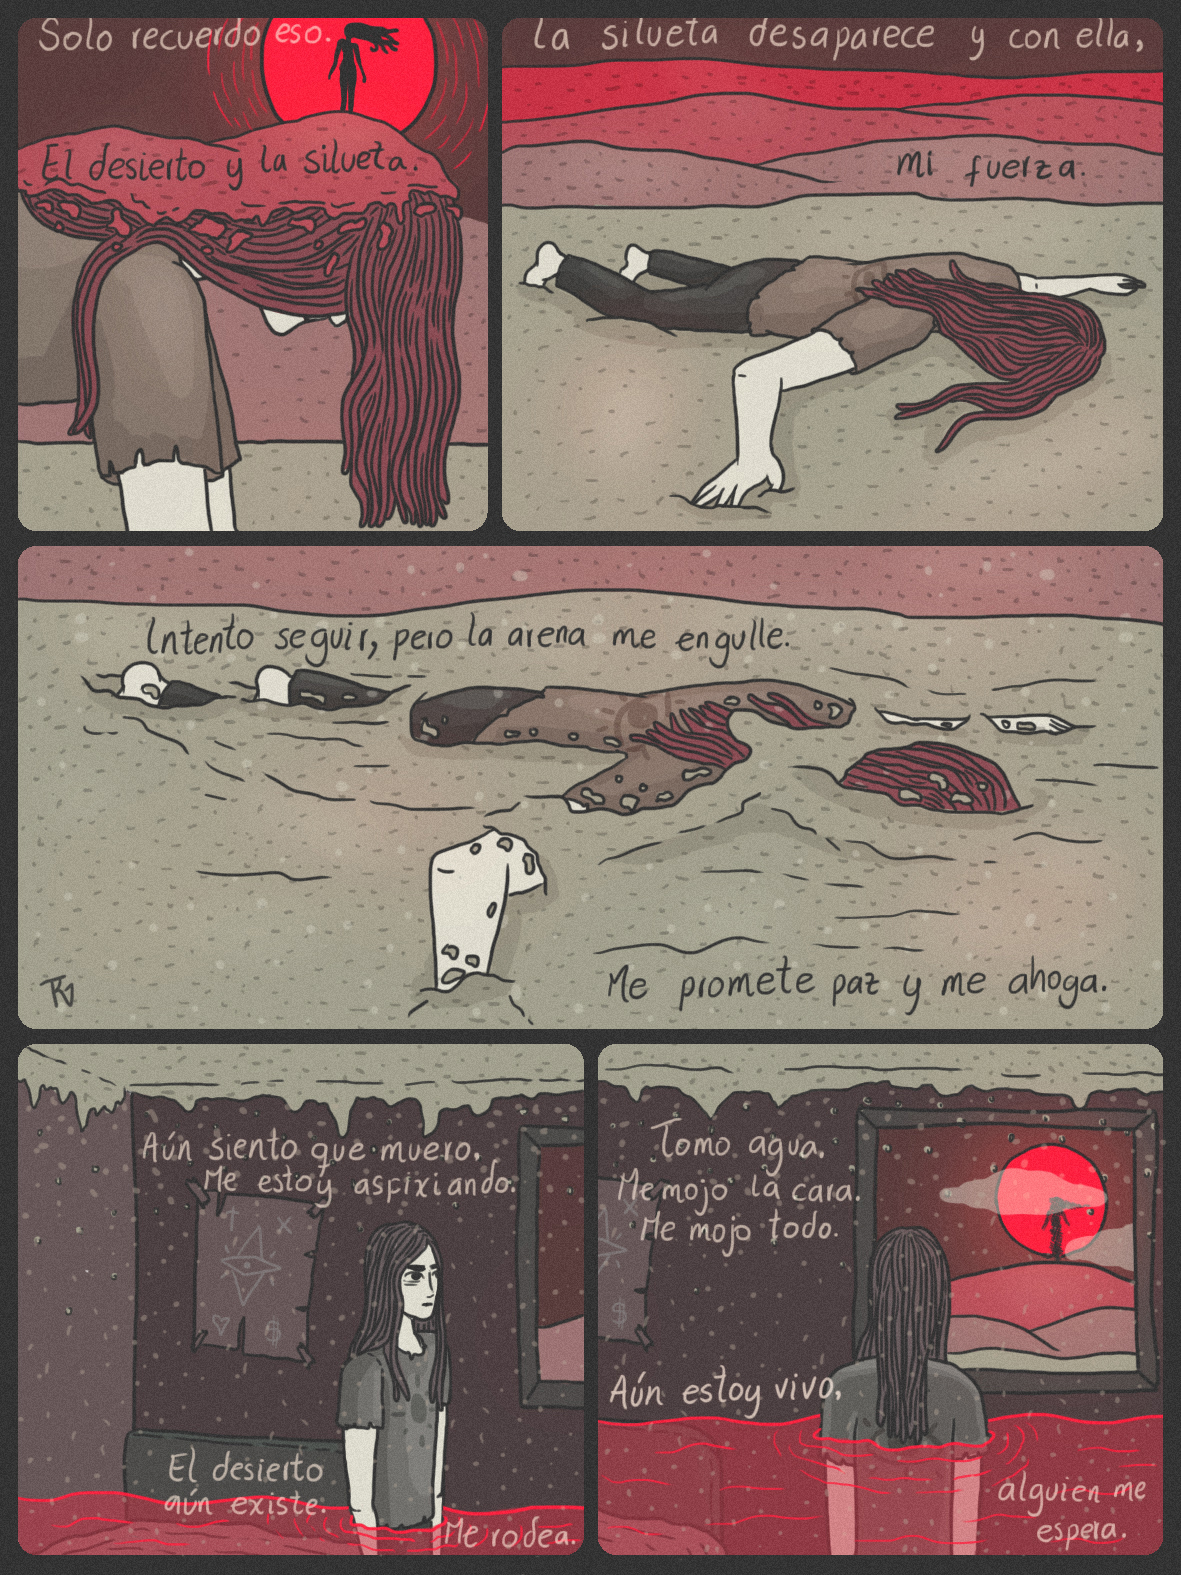 Solo recuerdo eso.
El desierto y la silueta.
la silueta desaparece y con ella,
Mi fuerza.
Intento seguir, pero la arena me engulle.
Me promete paz y me ahoga.
Aún siento que muero.
Me estoy asfixiando.
$
El desierto
aún existe.
Me rodea.
Tomo agua.
Me mojo la cara.
Me mojo todo.
$
Aún estoy vivo,
alguien me
espera.